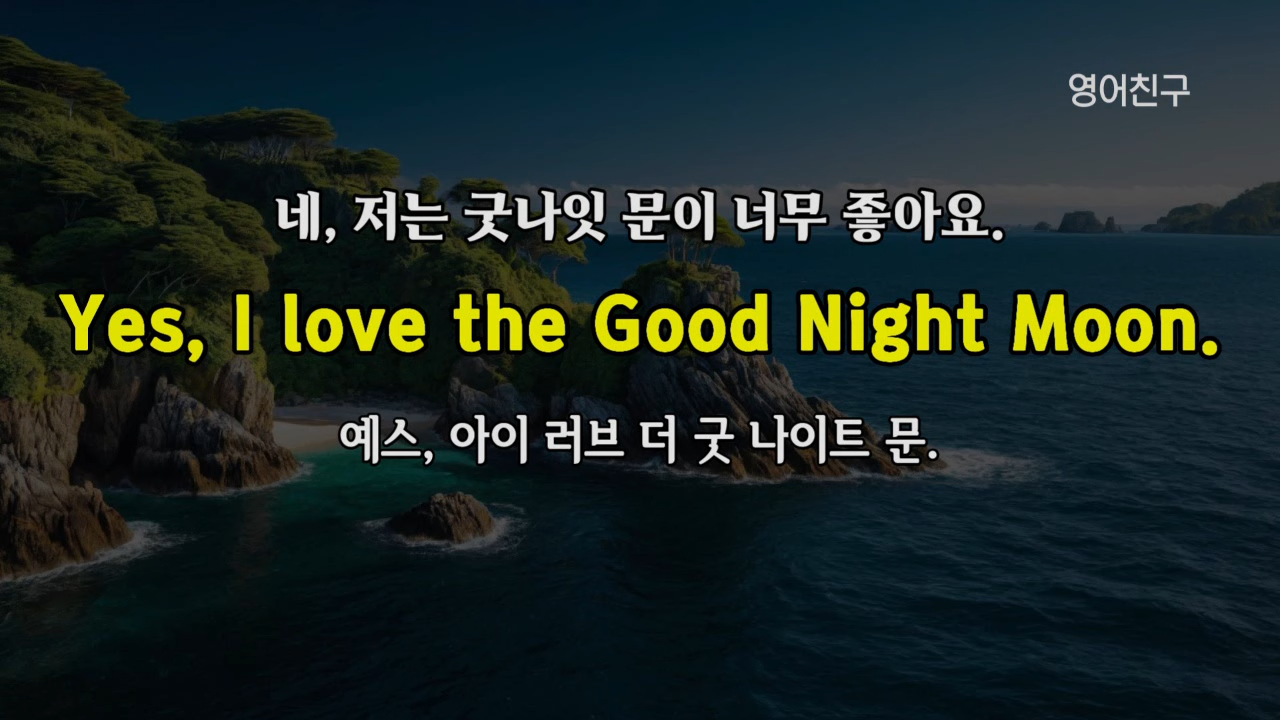 영어친구
네, 저는 굿나잇 문이 너무 좋아요.
Yes, I love the Good Night Moon.
예스, 아이 러브 더 굿 나이트 문.